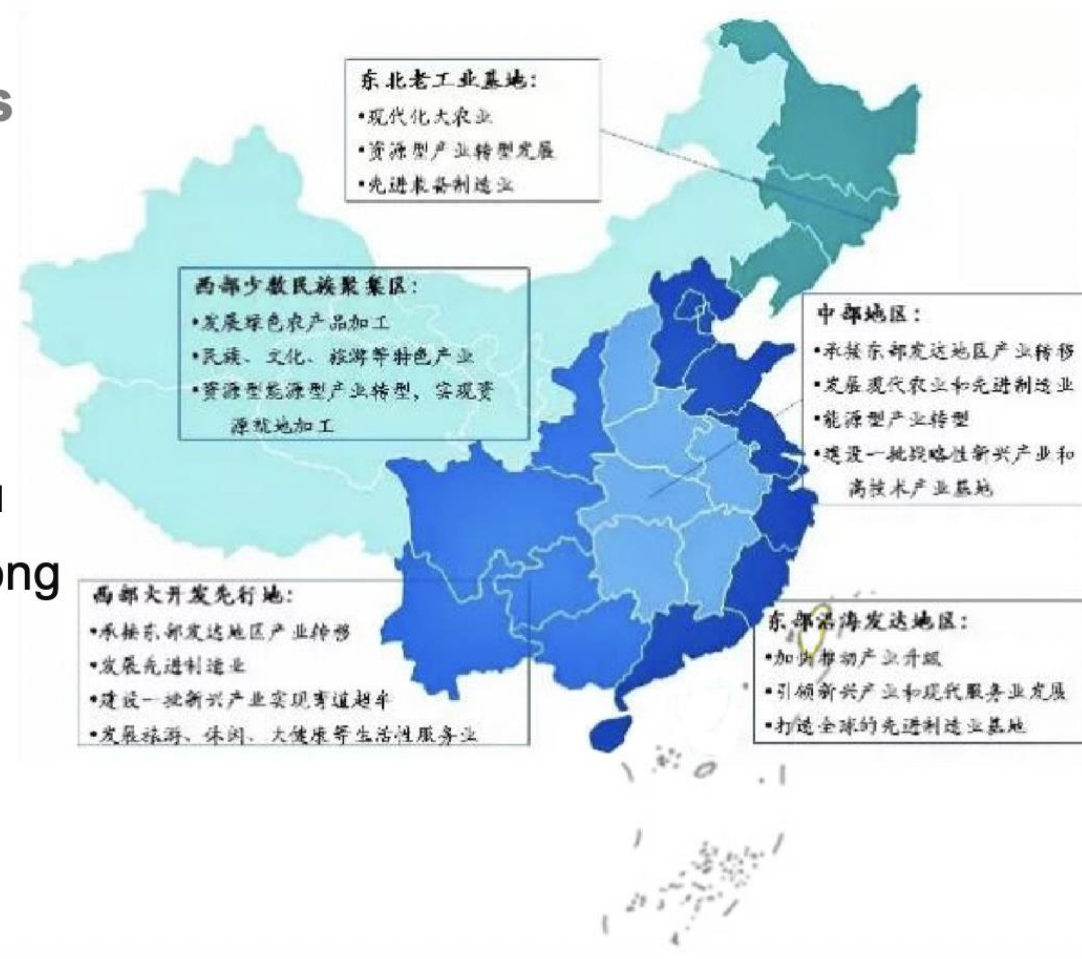 s
东北老工业基地：
•现代化大农业
•资源型产业转型发展
•先进装备制造业
西部少数民族聚集区：
•发展绿色农产品加工
•民族、文化、旅游等特色产业
•资源型能源型产业转型，实现资
源就地加工
中部地区：
•承接东部发达地区产业转移
•发展现代农业和先进制造业
•能源型产业转型
•建设一批战略性新兴产业和
高技术产业基地
ong
西部大开发先行地：
•承接东部发达地区产业转移
•发展先进制造业
•建设一批新兴产业实现弯道超车
•发展旅游、休闲、大健康等生活性服务业
东部沿海发达地区：
•加快推动产业升级
•引领新兴产业和现代服务业发展
•打造全球的先进制造业基地